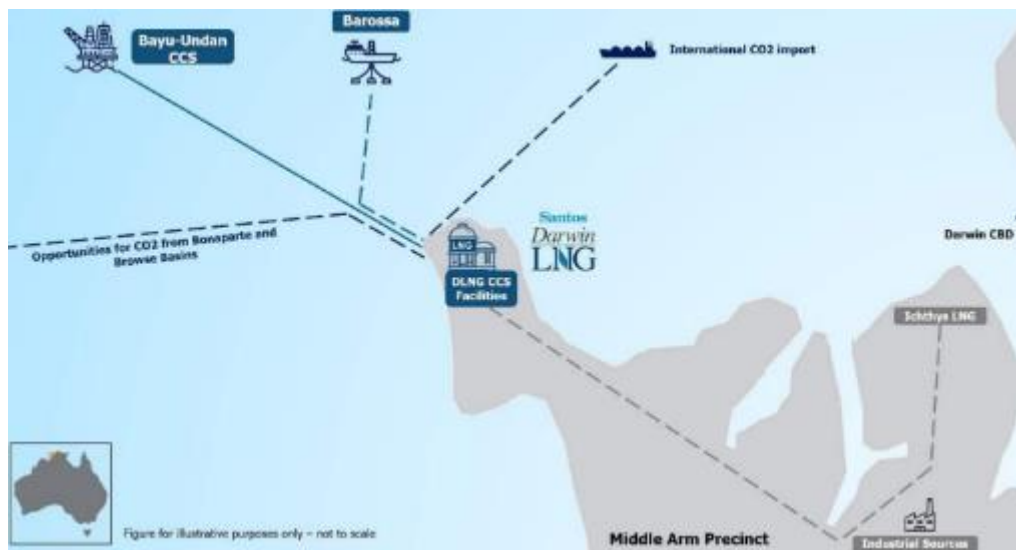 Barossa
Bayu-Undan
CCS
International CO2 import
Opportunities for CO2 from Bonaparte and
Browse Basins
Santos
Darwin
LNG
LNG
DLNG CCS
Facilities
Darwin CBD
Ichthys LNG
Figure for illustrative purposes only – not to scale
Middle Arm Precinct
Industrial Sources